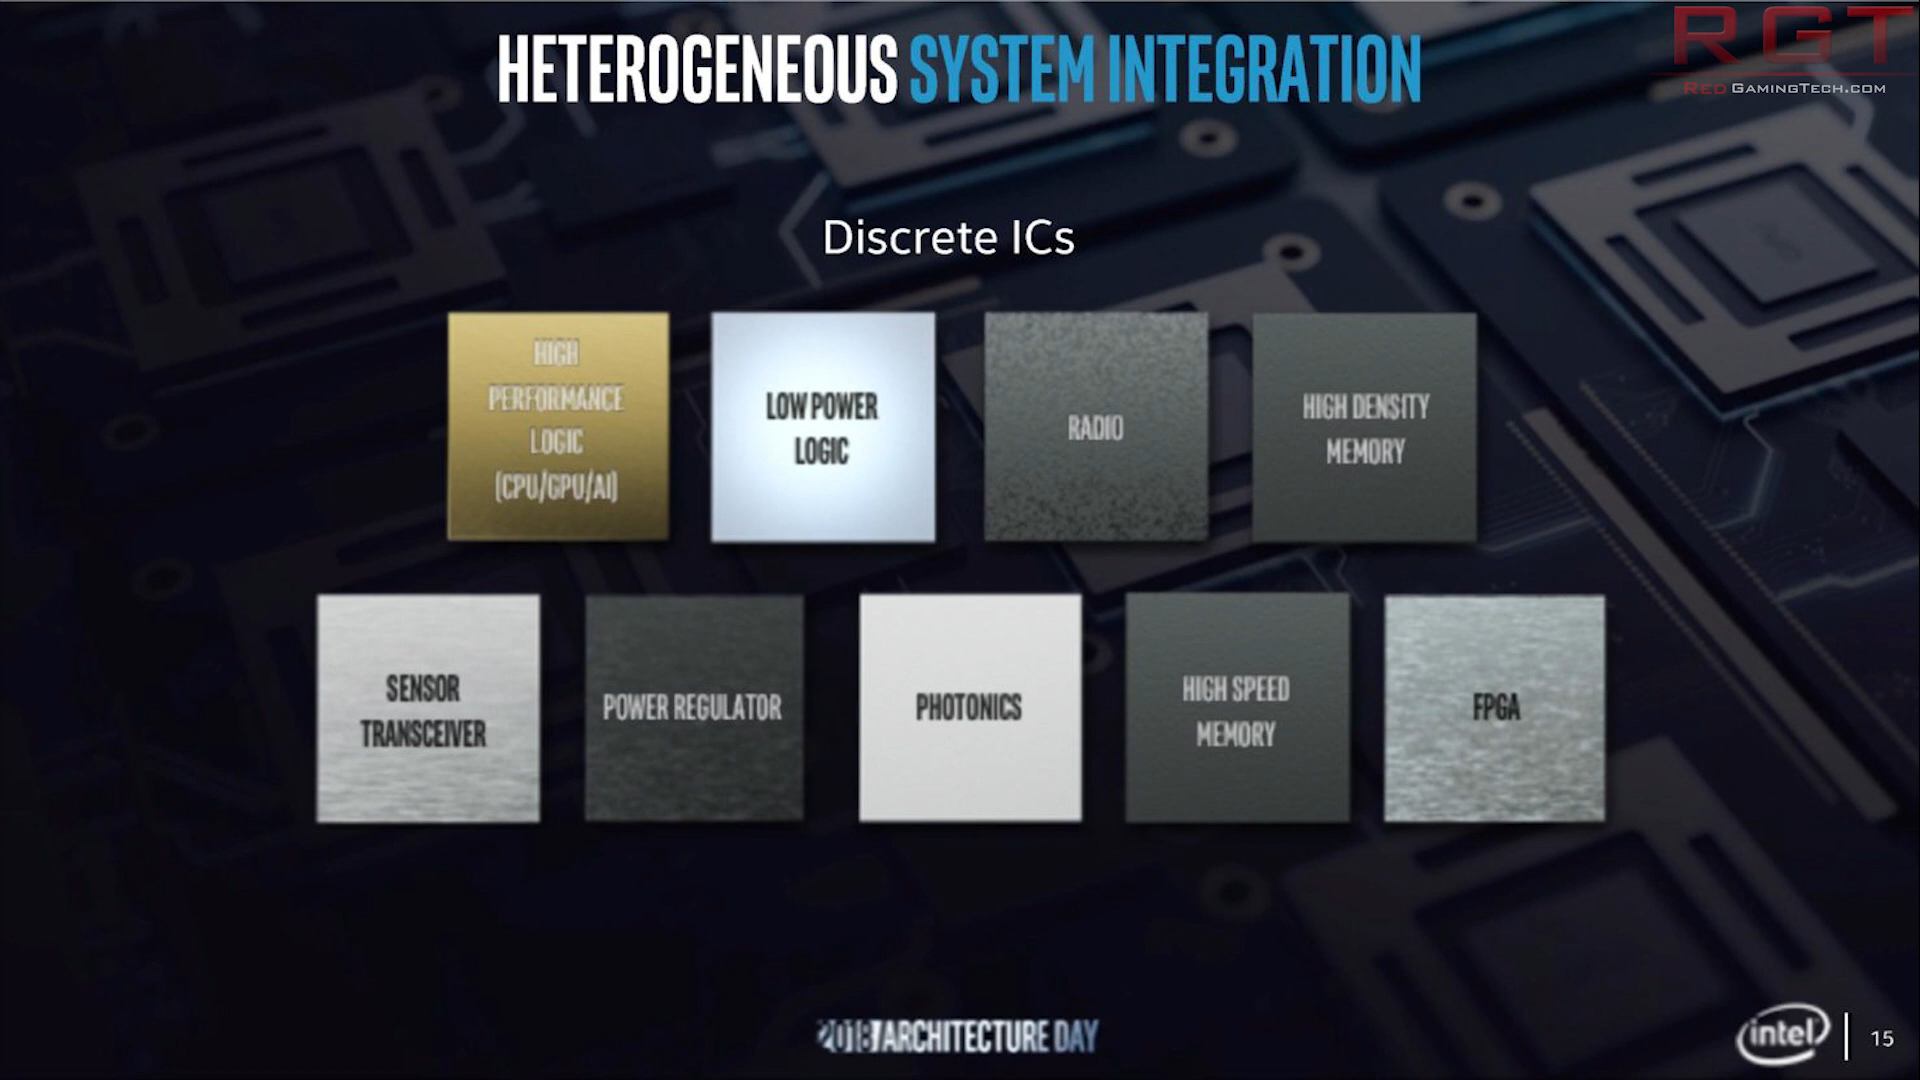 RGT
RED GAMINGTECH.COM
HETEROGENEOUS SYSTEM INTEGRATION
Discrete ICs
HIGH
PERFORMANCE
LOGIC
(CPU/GPU/AI)
LOW POWER
LOGIC
RADIO
HIGH DENSITY
MEMORY
SENSOR
TRANSCEIVER
POWER REGULATOR
PHOTONICS
HIGH SPEED
MEMORY
FPGA
2018 ARCHITECTURE DAY
intel
15